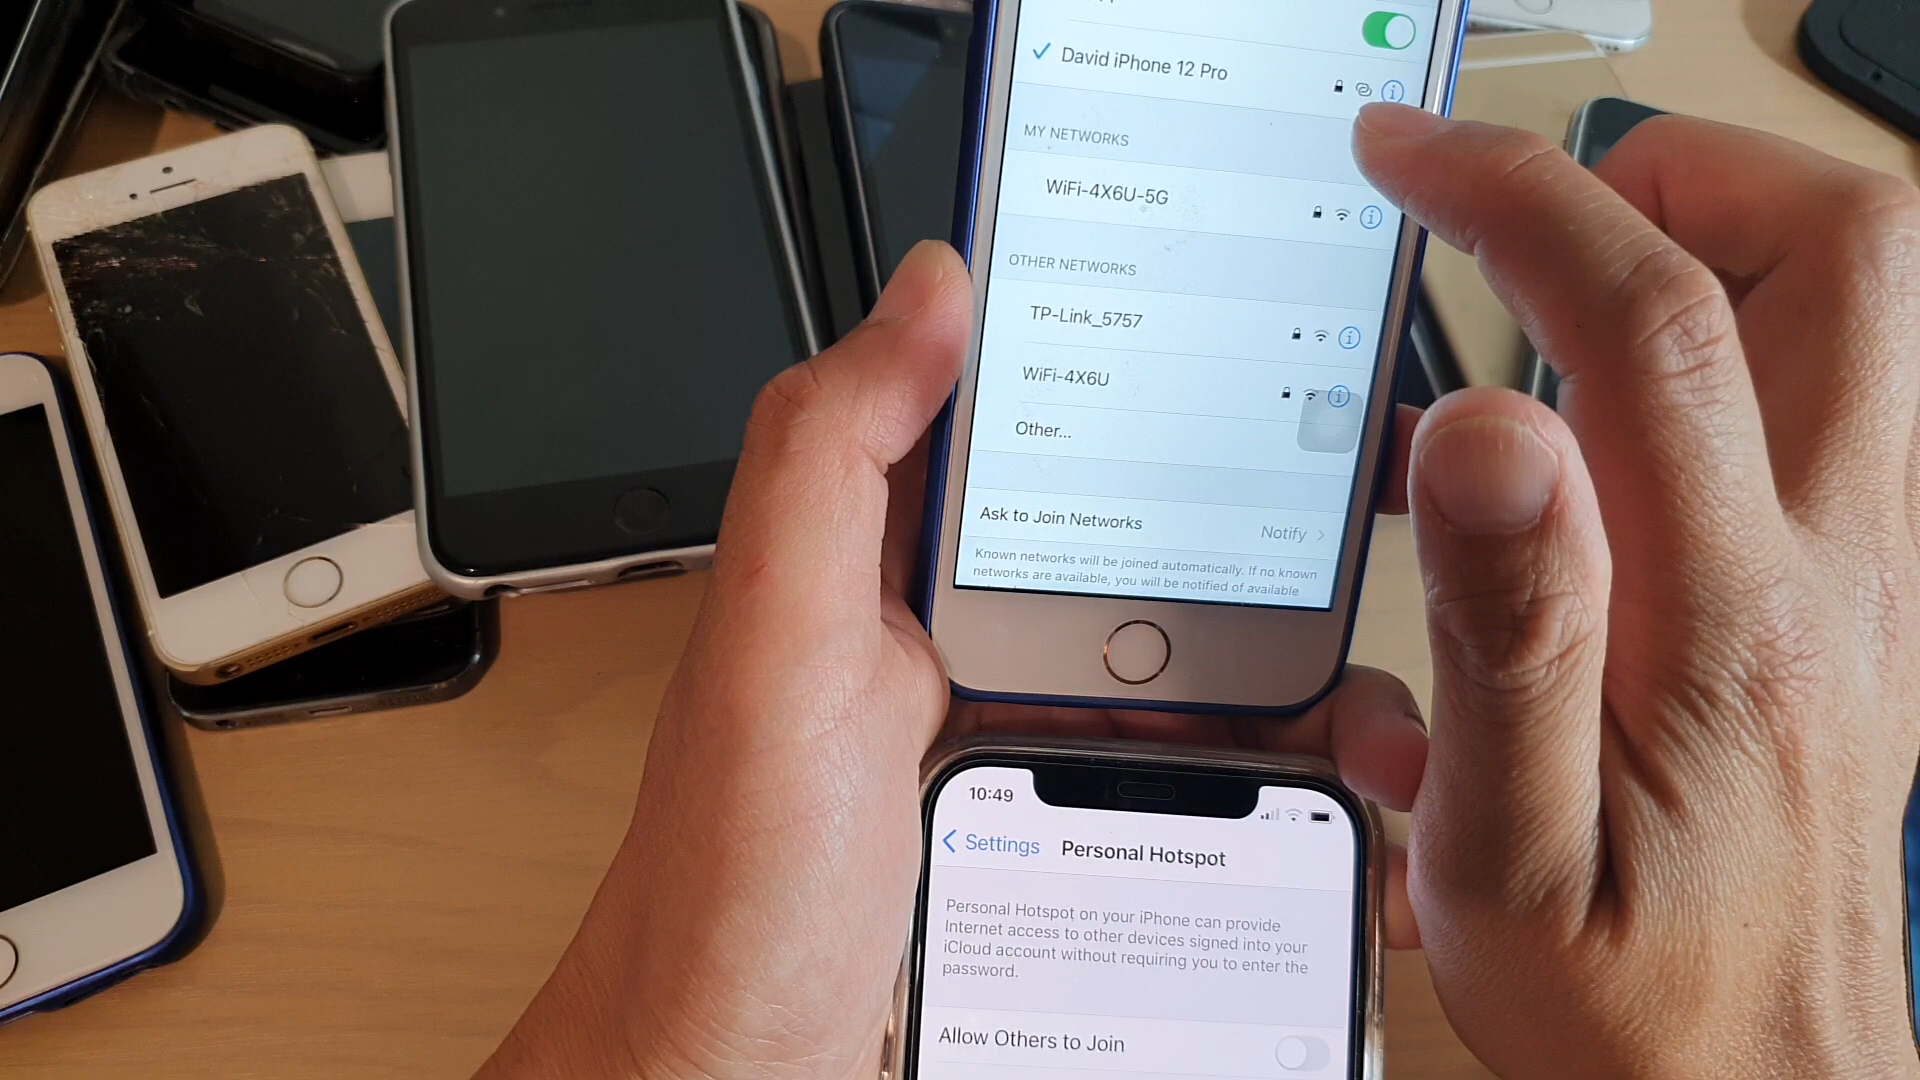 David iPhone 12 Pro
MY NETWORKS
WiFi-4X6U-5G
OTHER NETWORKS
TP-Link_5757
WiFi-4X6U
Other...
Ask to Join Networks Notify
Known networks will be joined automatically. If no known
networks are available, you will be notified of available
10:49
Settings Personal Hotspot
Personal Hotspot on your iPhone can provide
Internet access to other devices signed into your
iCloud account without requiring you to enter the
password.
Allow Others to Join